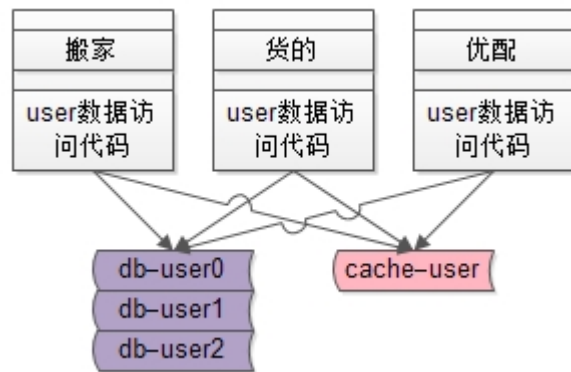 搬家
货的
优配
user数据访
问代码
user数据访
问代码
user数据访
问代码
db-user0
db-user1
db-user2
cache-user